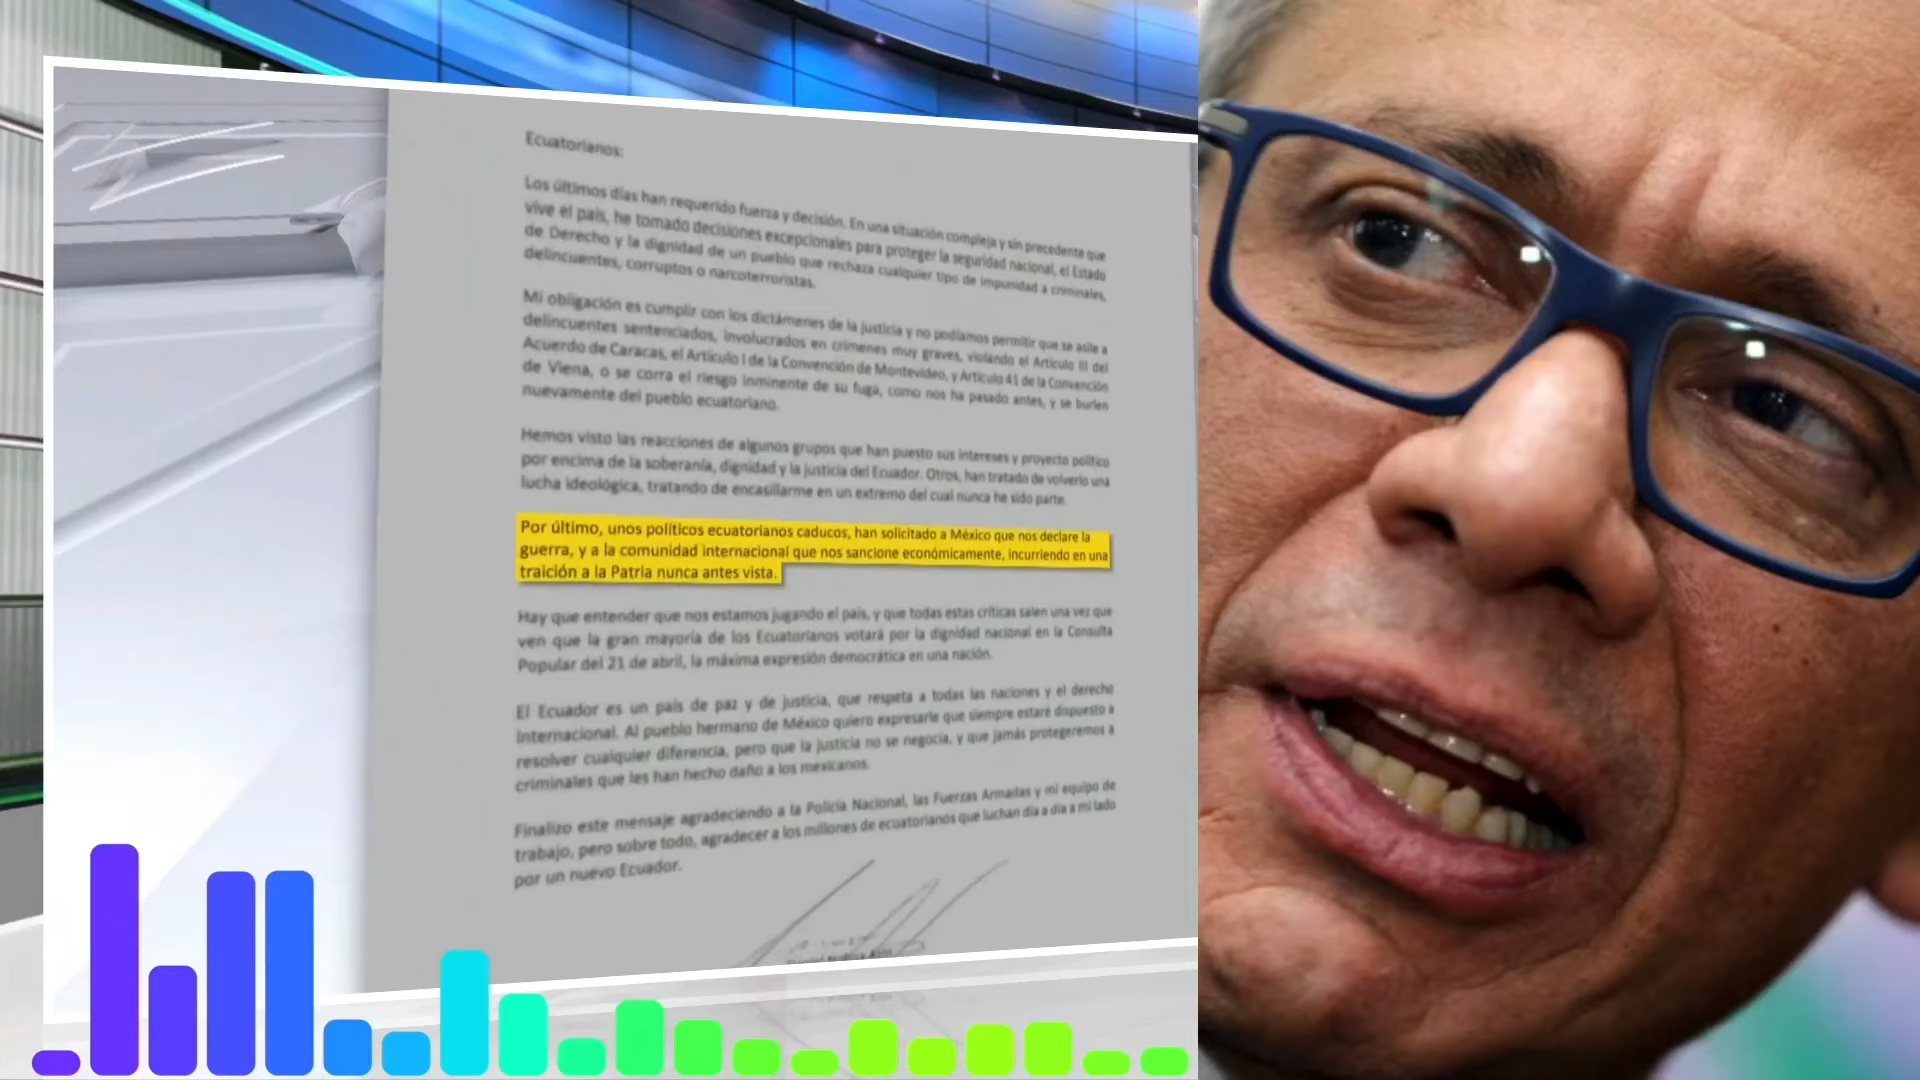 Ecuatorianos:
Los últimos días han requerido fuerza y decisión. En una situación compleja y sin precedente que
vive el país, he tomado decisiones excepcionales para proteger la seguridad nacional, el Estado
de Derecho y la dignidad de un pueblo que rechaza cualquier tipo de impunidad a criminales,
delincuentes, corruptos o narcoterroristas.
Mi obligación es cumplir con los dictámenes de la justicia y no podíamos permitir que se asile a
delincuentes sentenciados, involucrados en crímenes muy graves, violando el Artículo III del
Acuerdo de Caracas, el Artículo I de la Convención de Montevideo, y Artículo 41 de la Convención
de Viena, o se corra el riesgo inminente de su fuga, como nos ha pasado antes, y se burlen
nuevamente del pueblo ecuatoriano.
Hemos visto las reacciones de algunos grupos que han puesto sus intereses y proyecto político
por encima de la soberanía, dignidad y la justicia del Ecuador. Otros, han tratado de volverlo una
lucha ideológica, tratando de encasillarme en un extremo del cual nunca he sido parte.
Por último, unos políticos ecuatorianos caducos, han solicitado a México que nos declare la
guerra, y a la comunidad internacional que nos sancione económicamente, incurriendo en una
traición a la Patria nunca antes vista.
Hay que entender que nos estamos jugando el país, y que todas estas críticas salen una vez que
ven que la gran mayoría de los Ecuatorianos votará por la dignidad nacional en la Consulta
Popular del 21 de abril, la máxima expresión democrática en una nación.
El Ecuador es un país de paz y de justicia, que respeta a todas las naciones y el derecho
internacional. Al pueblo hermano de México quiero expresarle que siempre estaré dispuesto a
resolver cualquier diferencia, pero que la justicia no se negocia, y que jamás protegeremos a
criminales que les han hecho daño a los mexicanos.
Finalizo este mensaje agradeciendo a la Policía Nacional, las Fuerzas Armadas y mi equipo de
trabajo, pero sobre todo, agradecer a los millones de ecuatorianos que luchan día a día a mi lado
por un nuevo Ecuador.